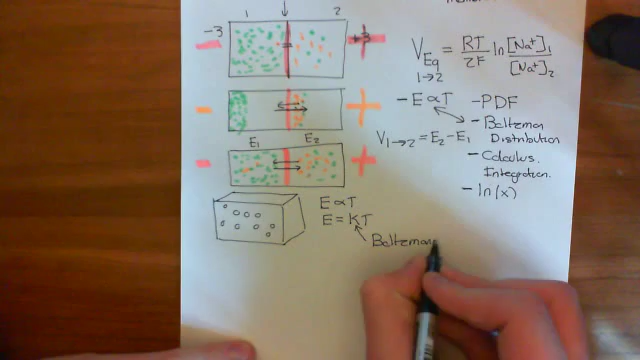 1 2
-3 +3
- +
E1 E2
- +
E ∝ T
E = KT
Boltzman
V Eq 1→2 = RT/ZF ln [Na+]1/[Na+]2
- E ∝ T
V 1→2 = E2 - E1
- PDF
- Boltzman
Distribution
- Calculus.
Integration.
- ln(x)